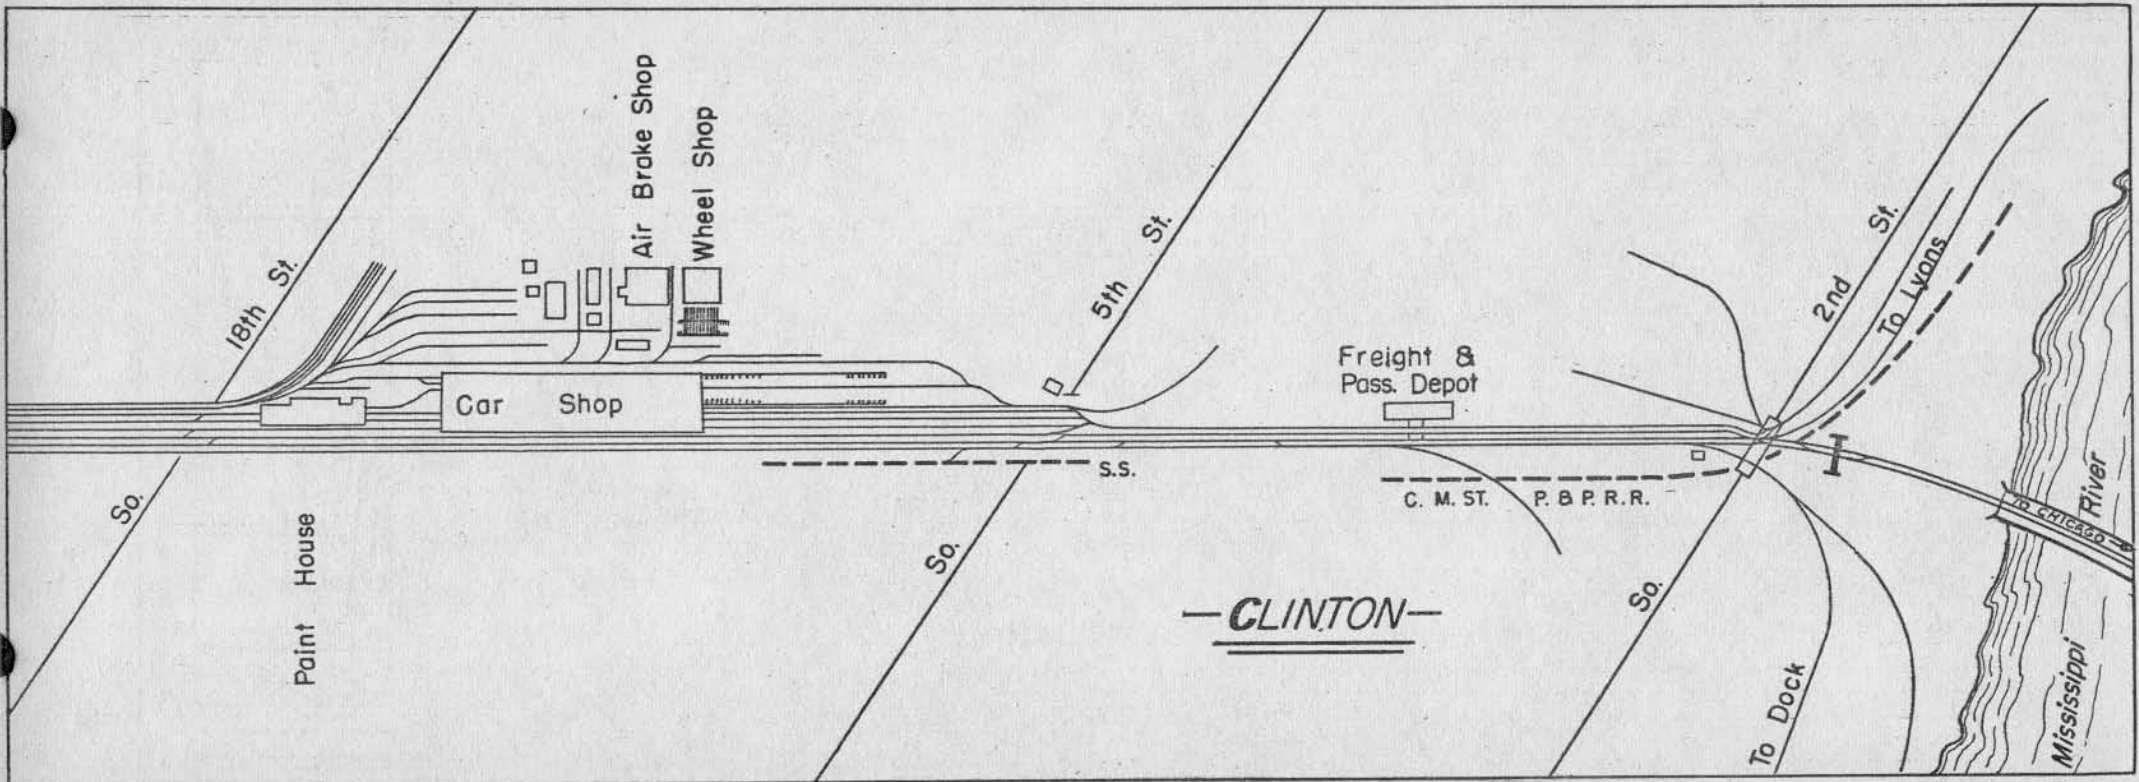 So.
18th St.
Paint House
Car Shop
Air Brake Shop
Wheel Shop
So.
5th St.
S.S.
Freight &
Pass. Depot
C. M. ST. P. & P. R. R.
—CLINTON—
So.
2nd St.
To Lyons
To Dock
TO CHICAGO
Mississippi River